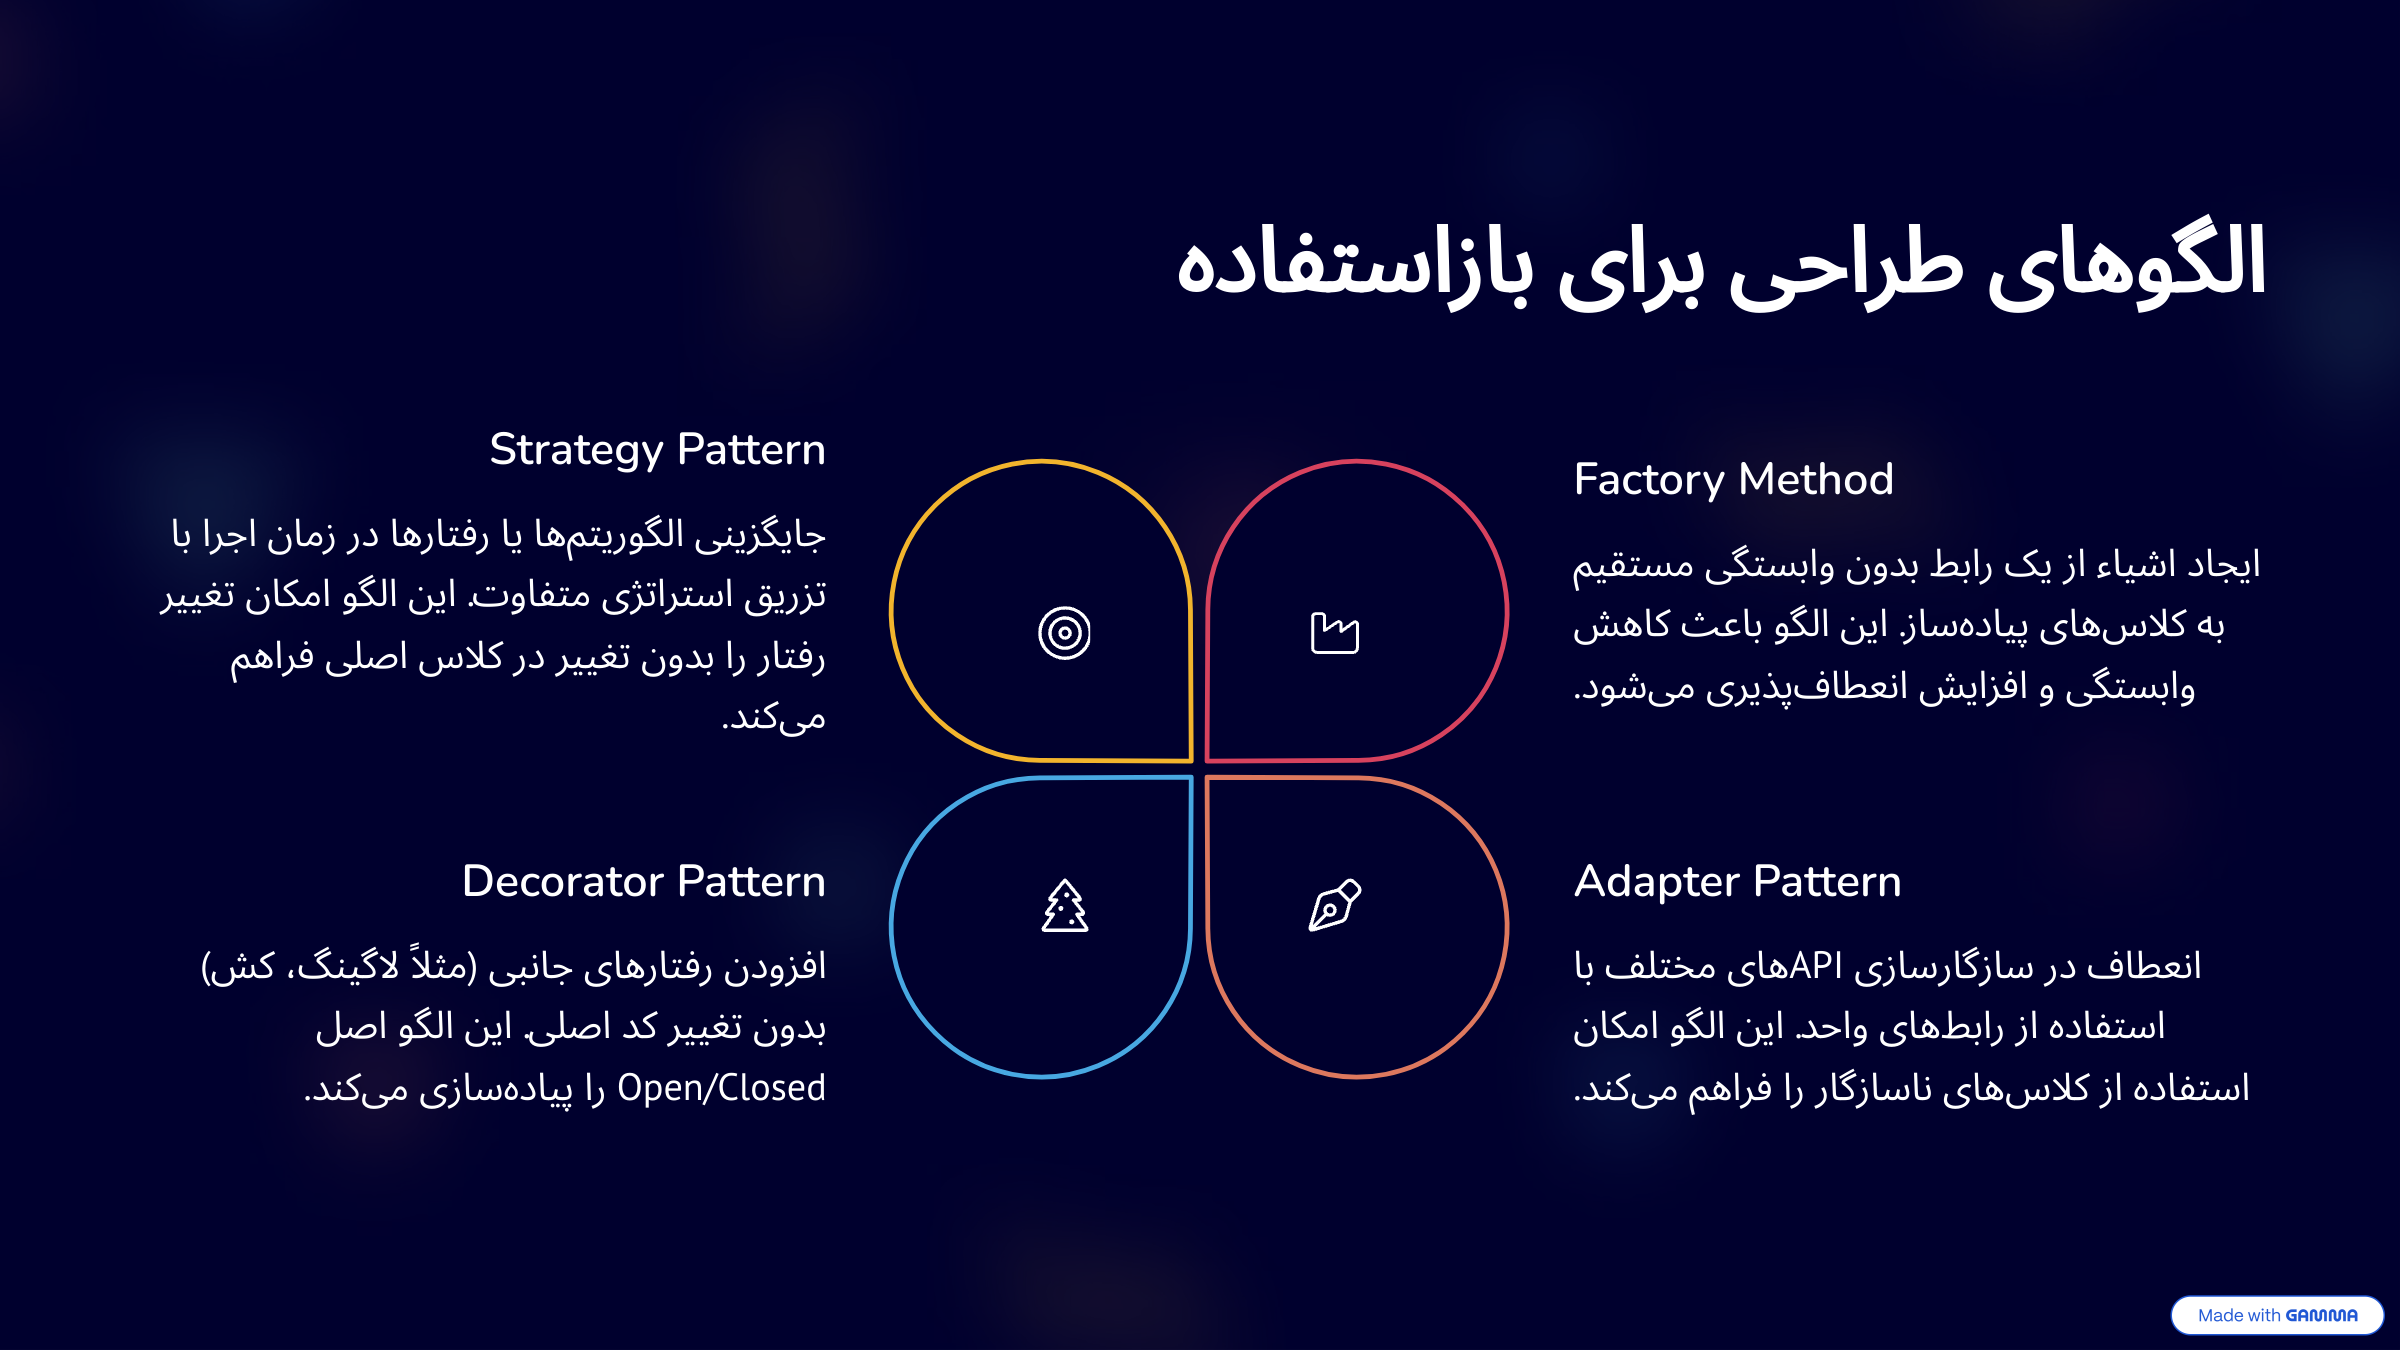 الگوهای طراحی برای بازاستفاده
Factory Method
ایجاد اشیاء از یک رابط بدون وابستگی مستقیم
به کلاس‌های پیاده‌ساز. این الگو باعث کاهش
وابستگی و افزایش انعطاف‌پذیری می‌شود.
Strategy Pattern
جایگزینی الگوریتم‌ها یا رفتارها در زمان اجرا با
تزریق استراتژی متفاوت. این الگو امکان تغییر
رفتار را بدون تغییر در کلاس اصلی فراهم
می‌کند.
Adapter Pattern
انعطاف در سازگارسازی APIهای مختلف با
استفاده از رابط‌های واحد. این الگو امکان
استفاده از کلاس‌های ناسازگار را فراهم می‌کند.
Decorator Pattern
افزودن رفتارهای جانبی (مثلاً لاگینگ، کش)
بدون تغییر کد اصلی. این الگو اصل
Open/Closed را پیاده‌سازی می‌کند.
Made with GAMMA